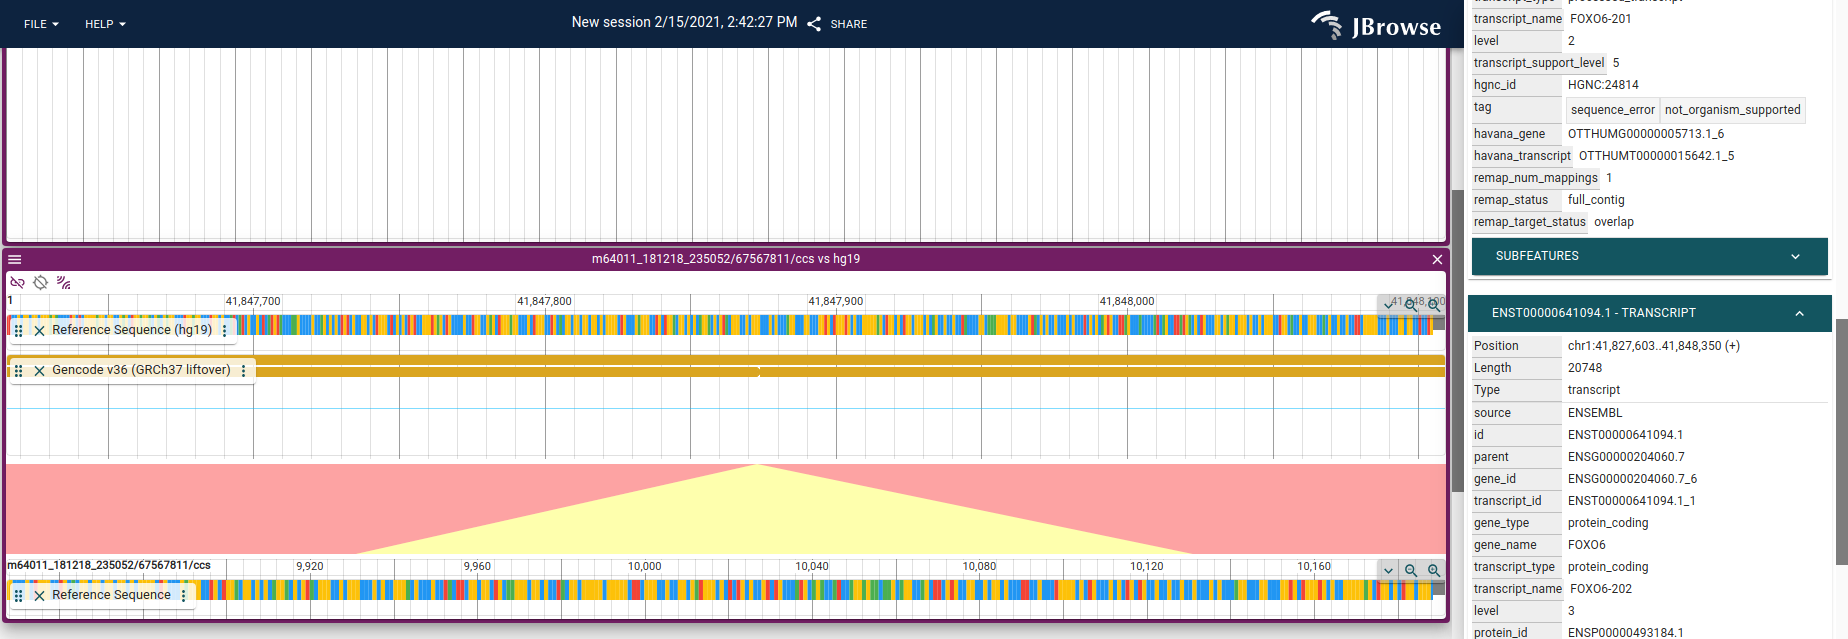 FILE HELP New session 2/15/2021, 2:42:27 PM SHARE JBrowse
m64011_181218_235052/67567811/ccs vs hg19
1 41,847,700 41,847,800 41,847,900 41,848,000 41,848,100
Reference Sequence (hg19)
Gencode v36 (GRCh37 liftover)
m64011_181218_235052/67567811/ccs 9,920 9,960 10,000 10,040 10,080 10,120 10,160
Reference Sequence
transcript_type processed_transcript
transcript_name FOXO6-201
level 2
transcript_support_level 5
hgnc_id HGNC:24814
tag sequence_error not_organism_supported
havana_gene OTTHUMG00000005713.1_6
havana_transcript OTTHUMT00000015642.1_5
remap_num_mappings 1
remap_status full_contig
remap_target_status overlap
SUBFEATURES
ENST00000641094.1 - TRANSCRIPT
Position chr1:41,827,603..41,848,350 (+)
Length 20748
Type transcript
source ENSEMBL
id ENST00000641094.1
parent ENSG00000204060.7
gene_id ENSG00000204060.7_6
transcript_id ENST00000641094.1_1
gene_type protein_coding
gene_name FOXO6
transcript_type protein_coding
transcript_name FOXO6-202
level 3
protein_id ENSP00000493184.1